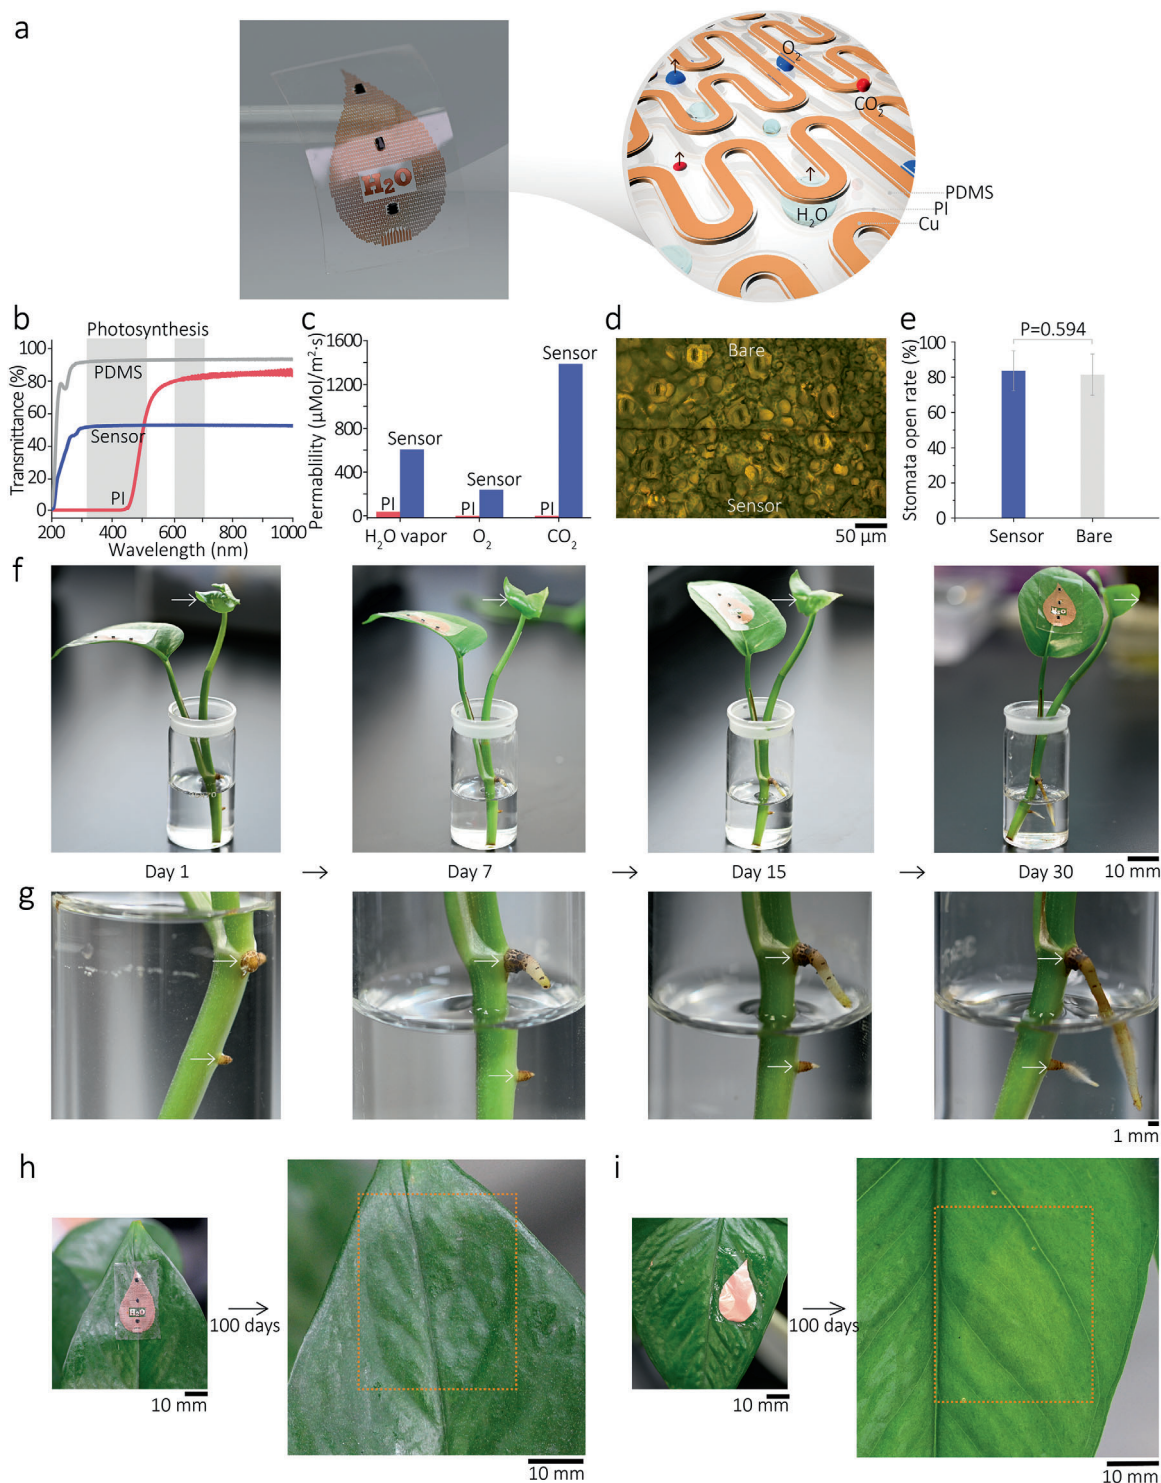 a
H₂O
O₂
CO₂
H₂O
PDMS
PI
Cu
b
Photosynthesis
PDMS
Sensor
PI
Transmittance (%)
100
80
60
40
20
0
200
400
600
800
1000
Wavelength (nm)
c
Permablility (µMol/m²·s)
1600
1200
800
400
0
PI
Sensor
PI
Sensor
PI
Sensor
H₂O vapor
O₂
CO₂
d
Bare
Sensor
50 µm
e
P=0.594
Stomata open rate (%)
100
80
60
40
20
0
Sensor
Bare
f
H₂O
Day 1
Day 7
Day 15
Day 30
10 mm
g
1 mm
h
H₂O
100 days
10 mm
10 mm
i
100 days
10 mm
10 mm